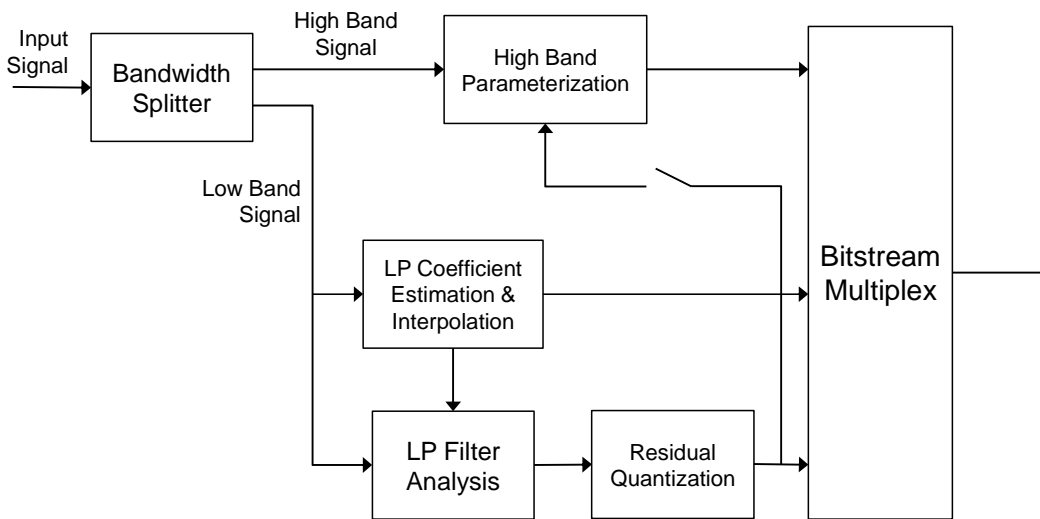 Input
Signal
Bandwidth
Splitter
High Band
Signal
High Band
Parameterization
Low Band
Signal
LP Coefficient
Estimation &
Interpolation
LP Filter
Analysis
Residual
Quantization
Bitstream
Multiplex